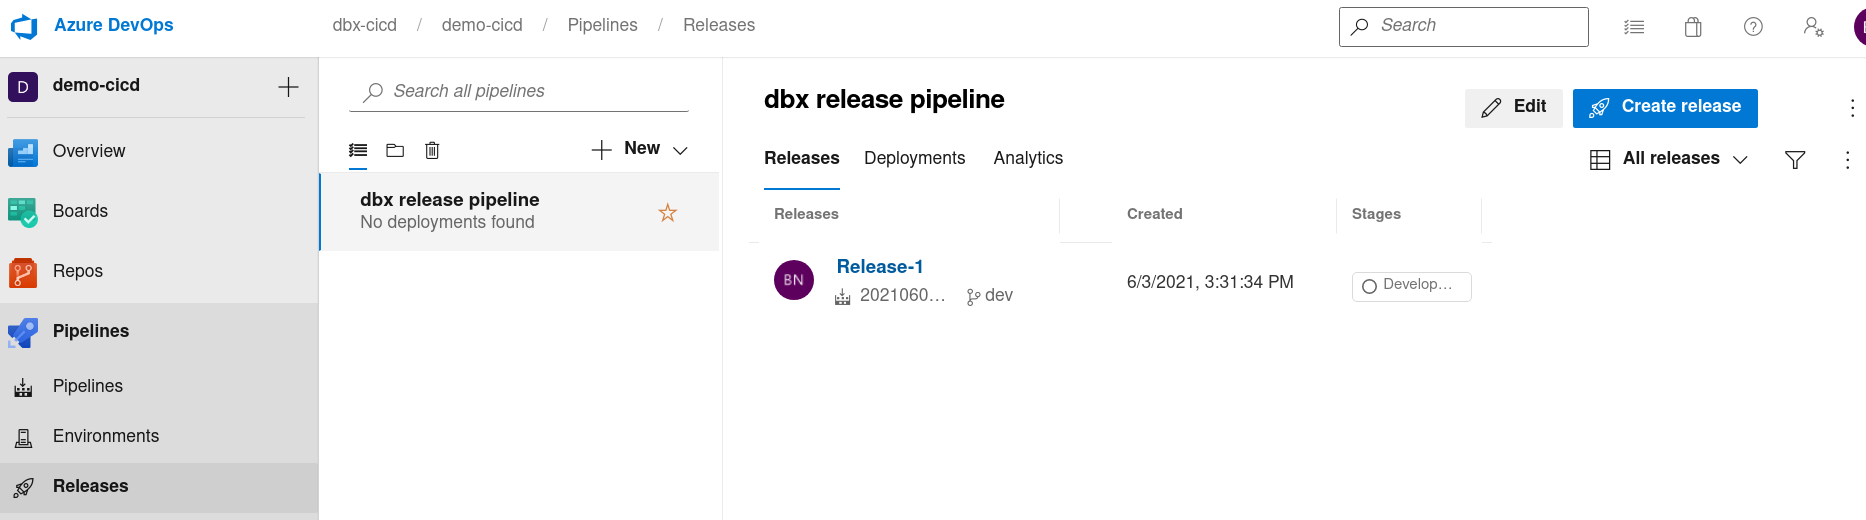 Azure DevOps
dbx-cicd / demo-cicd / Pipelines / Releases
Search
D demo-cicd
Overview
Boards
Repos
Pipelines
Pipelines
Environments
Releases
Search all pipelines
New
dbx release pipeline
No deployments found
dbx release pipeline
Edit
Create release
Releases Deployments Analytics
All releases
Releases Created Stages
BN
Release-1
2021060... dev
6/3/2021, 3:31:34 PM
Develop...